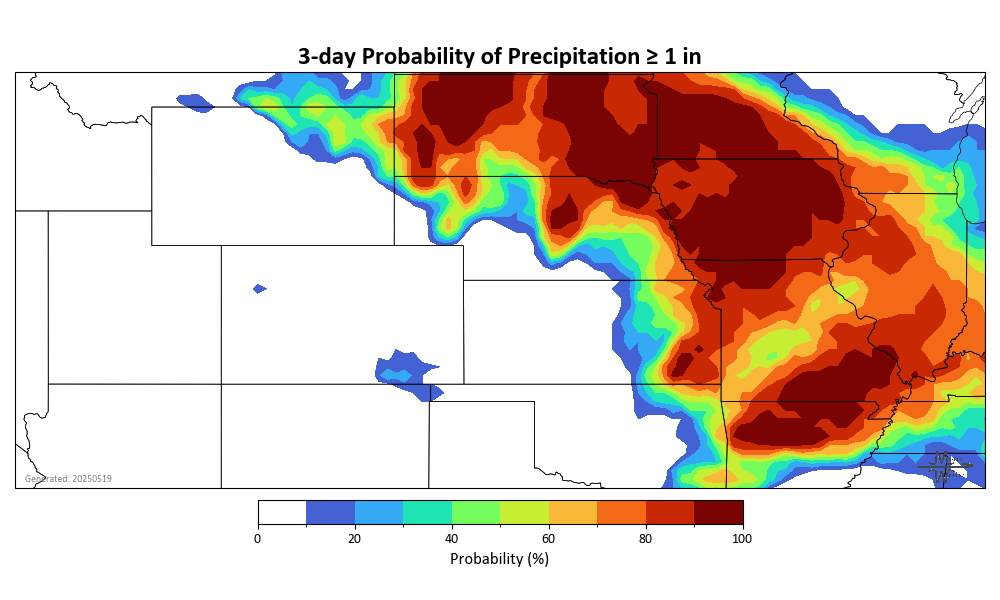 3-day Probability of Precipitation ≥ 1 in
Generated: 20250519
0 20 40 60 80 100
Probability (%)